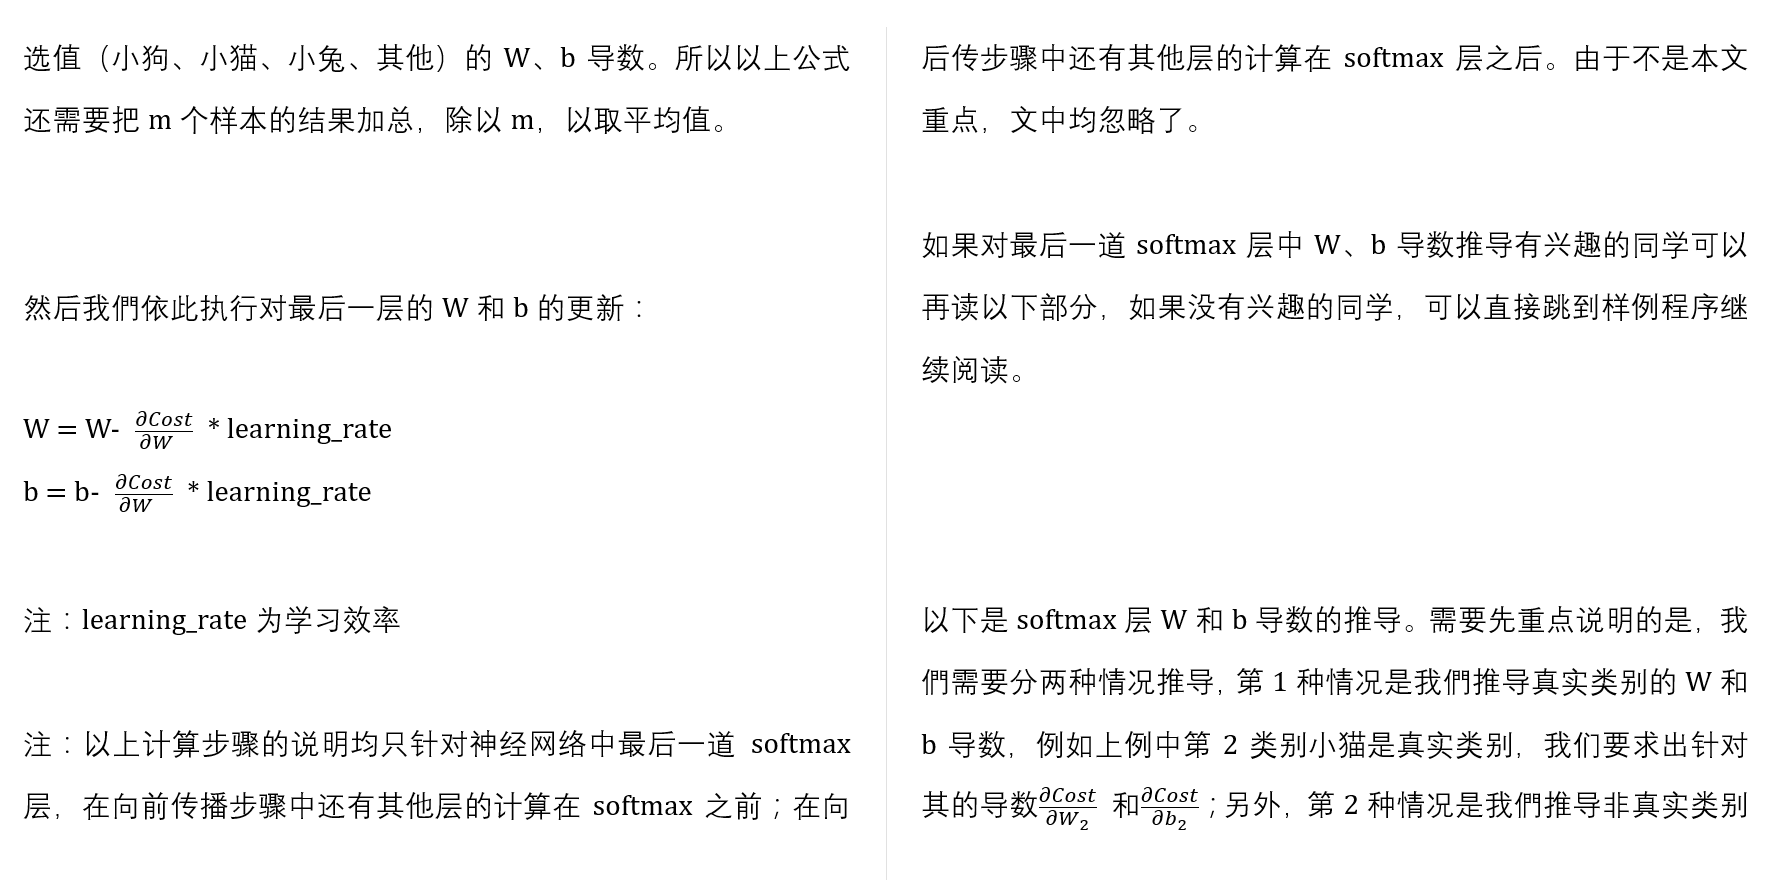 选值（小狗、小猫、小兔、其他）的 W、b 导数。所以以上公式
还需要把 m 个样本的结果加总，除以 m，以取平均值。
然后我們依此执行对最后一层的 W 和 b 的更新：
W = W- ∂Cost/∂W * learning_rate
b = b- ∂Cost/∂W * learning_rate
注：learning_rate 为学习效率
注：以上计算步骤的说明均只针对神经网络中最后一道 softmax
层，在向前传播步骤中还有其他层的计算在 softmax 之前；在向
后传步骤中还有其他层的计算在 softmax 层之后。由于不是本文
重点，文中均忽略了。
如果对最后一道 softmax 层中 W、b 导数推导有兴趣的同学可以
再读以下部分，如果没有兴趣的同学，可以直接跳到样例程序继
续阅读。
以下是 softmax 层 W 和 b 导数的推导。需要先重点说明的是，我
們需要分两种情况推导，第 1 种情况是我們推导真实类别的 W 和
b 导数，例如上例中第 2 类别小猫是真实类别，我们要求出针对
其的导数∂Cost/∂W₂ 和∂Cost/∂b₂；另外，第 2 种情况是我們推导非真实类别